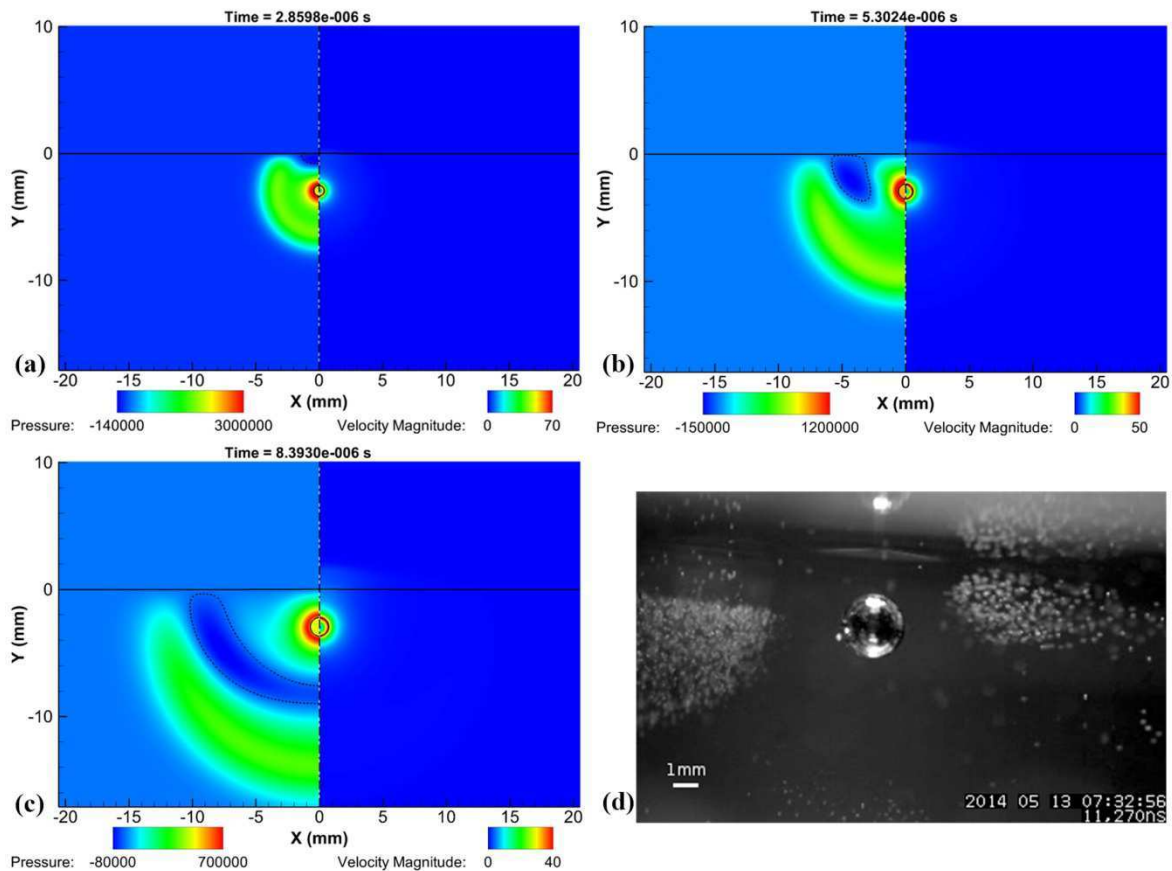 Time = 2.8598e-006 s
10
0
-10
Y (mm)
-20 -15 -10 -5 0 5 10 15 20
X (mm)
(a)
Pressure: -140000 3000000 Velocity Magnitude: 0 70
Time = 5.3024e-006 s
10
0
-10
Y (mm)
-20 -15 -10 -5 0 5 10 15 20
X (mm)
(b)
Pressure: -150000 1200000 Velocity Magnitude: 0 50
Time = 8.3930e-006 s
10
0
-10
Y (mm)
-20 -15 -10 -5 0 5 10 15 20
X (mm)
(c)
Pressure: -80000 700000 Velocity Magnitude: 0 40
1mm
(d)
2014 05 13 07:32:56
11,270ns